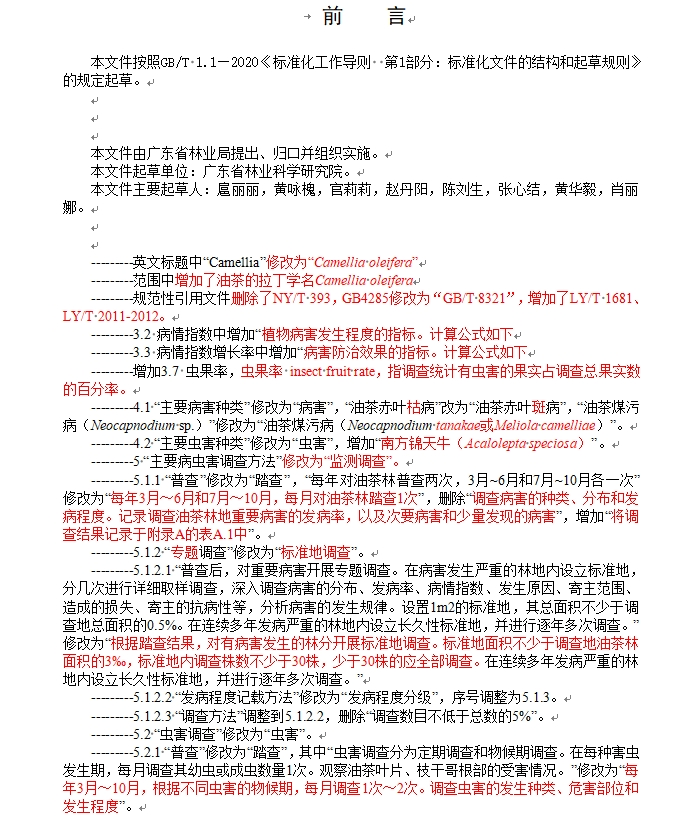 前 言
本文件按照GB/T 1.1—2020《标准化工作导则 第1部分：标准化文件的结构和起草规则》
的规定起草。
本文件由广东省林业局提出、归口并组织实施。
本文件起草单位：广东省林业科学研究院。
本文件主要起草人：扈丽丽，黄咏槐，官莉莉，赵丹阳，陈刘生，张心结，黄华毅，肖丽
娜。
--------英文标题中“Camellia”修改为“Camellia oleifera”
--------范围中增加了油茶的拉丁学名Camellia oleifera
--------规范性引用文件删除了NY/T 393，GB4285修改为“GB/T 8321”，增加了LY/T 1681、
LY/T 2011-2012。
--------3.2 病情指数中增加“植物病害发生程度的指标。计算公式如下
--------3.3 病情指数增长率中增加“病害防治效果的指标。计算公式如下
--------增加3.7 虫果率，虫果率 insect fruit rate，指调查统计有虫害的果实占调查总果实数
的百分率。
--------4.1 “主要病害种类”修改为“病害”，“油茶赤叶枯病”改为“油茶赤叶斑病”，“油茶煤污
病（Neocapnodium sp.）”修改为“油茶煤污病（Neocapnodium tanakae或Meliola camelliae）”。
--------4.2 “主要虫害种类”修改为“虫害”，增加“南方锦天牛（Acalolepta speciosa）”。
--------5 “主要病虫害调查方法”修改为“监测调查”。
--------5.1.1 “普查”修改为“踏查”，“每年对油茶林普查两次，3月~6月和7月~10月各一次”
修改为“每年3月～6月和7月～10月，每月对油茶林踏查1次”，删除“调查病害的种类、分布和发
病程度。记录调查油茶林地重要病害的发病率，以及次要病害和少量发现的病害”，增加“将调
查结果记录于附录A的表A.1中”。
--------5.1.2 “专题调查”修改为“标准地调查”。
--------5.1.2.1 “普查后，对重要病害开展专题调查。在病害发生严重的林地内设立标准地，
分几次进行详细取样调查，深入调查病害的分布、发病率、病情指数、发生原因、寄主范围、
造成的损失、寄主的抗病性等，分析病害的发生规律。设置1m2的标准地，其总面积不少于调
查地总面积的0.5%。在连续多年发病严重的林地内设立长久性标准地，并进行逐年多次调查。”
修改为“根据踏查结果，对有病害发生的林分开展标准地调查。标准地面积不少于调查地油茶林
面积的3‰，标准地内调查株数不少于30株，少于30株的应全部调查。在连续多年发病严重的林
地内设立长久性标准地，并进行逐年多次调查。”
--------5.1.2.2 “发病程度记载方法”修改为“发病程度分级”，序号调整为5.1.3。
--------5.1.2.3 “调查方法”调整到5.1.2.2，删除“调查数目不低于总数的5%”。
--------5.2 “虫害调查”修改为“虫害”。
--------5.2.1 “普查”修改为“踏查”，其中“虫害调查分为定期调查和物候期调查。在每种害虫
发生期，每月调查其幼虫或成虫数量1次。观察油茶叶片、枝干哥根部的受害情况。”修改为“每
年3月～10月，根据不同虫害的物候期，每月调查1次～2次。调查虫害的发生种类、危害部位和
发生程度”。